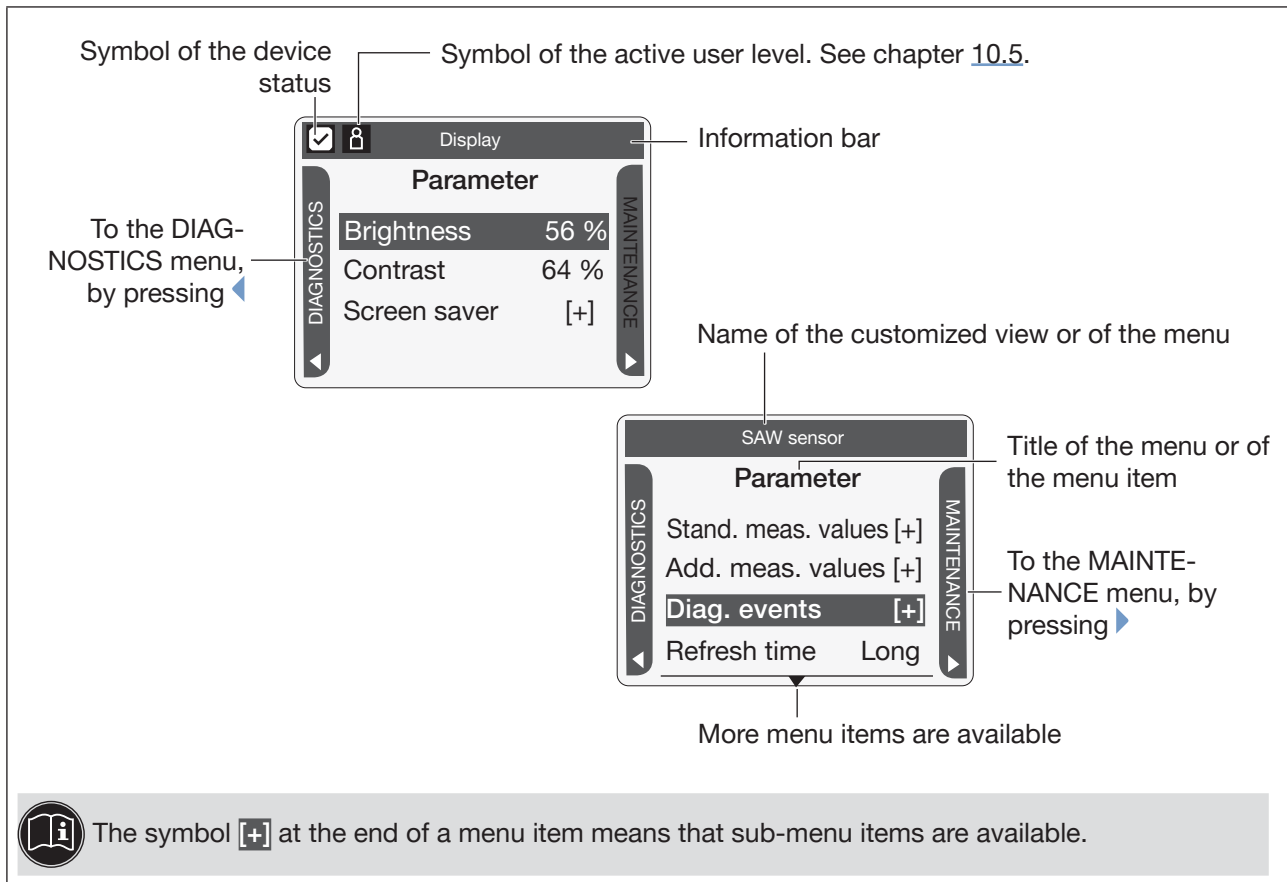 Symbol of the device
status
Symbol of the active user level. See chapter 10.5.
Display
Information bar
Parameter
DIAGNOSTICS
MAINTENANCE
Brightness 56 %
Contrast 64 %
Screen saver [+]
To the DIAG-
NOSTICS menu,
by pressing
Name of the customized view or of the menu
SAW sensor
Parameter
Title of the menu or of
the menu item
DIAGNOSTICS
MAINTENANCE
Stand. meas. values [+]
Add. meas. values [+]
Diag. events [+]
Refresh time Long
To the MAINTE-
NANCE menu, by
pressing
More menu items are available
The symbol [+] at the end of a menu item means that sub-menu items are available.